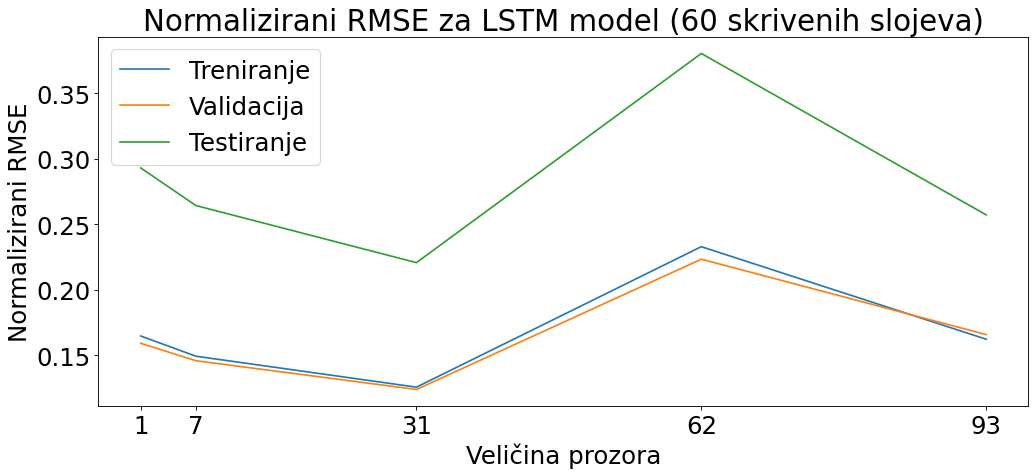 Normalizirani RMSE za LSTM model (60 skrivenih slojeva)
Treniranje
Validacija
Testiranje
Normalizirani RMSE
0.35
0.30
0.25
0.20
0.15
1 7 31 62 93
Veličina prozora